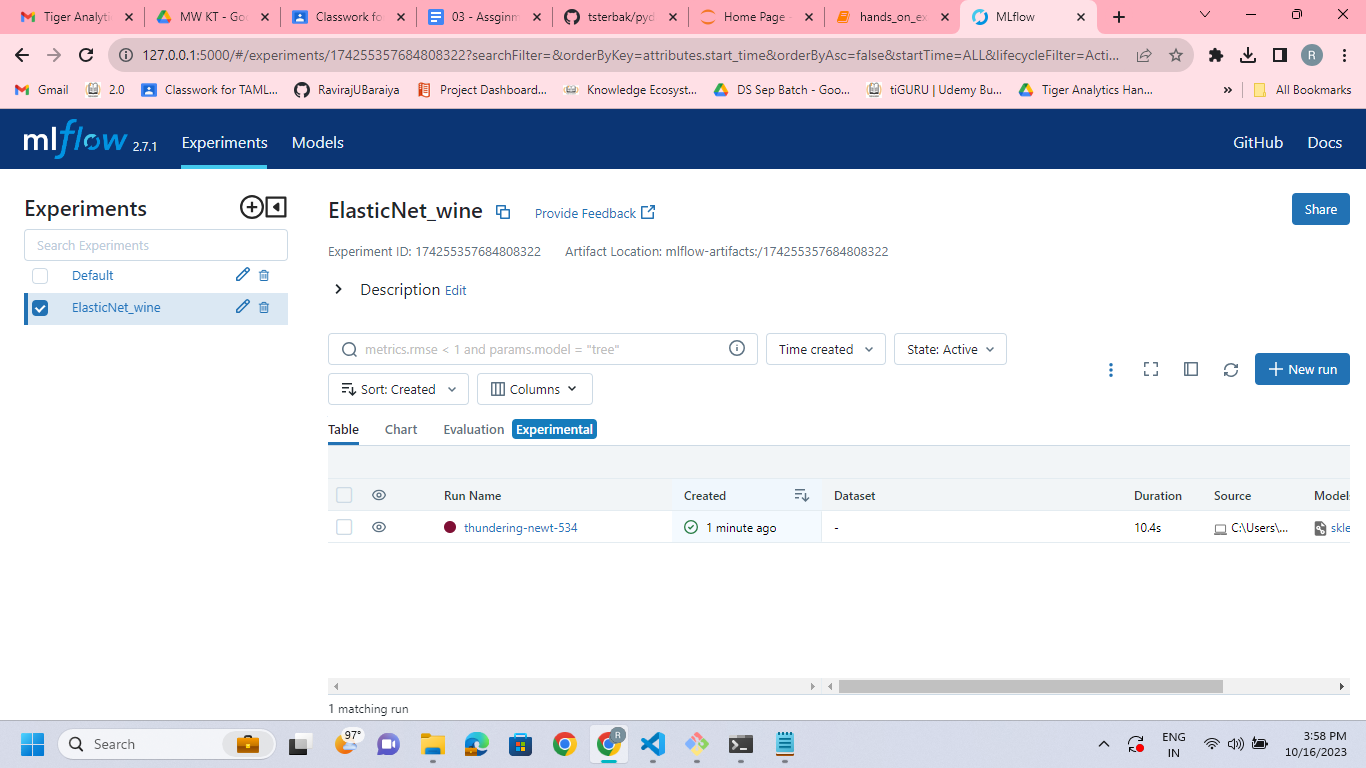 Tiger Analytic
MW KT - Goo
Classwork fo
03 - Assginm
tsterbak/pyd
Home Page -
hands_on_ex
MLflow
127.0.0.1:5000/#/experiments/174255357684808322?searchFilter=&orderByKey=attributes.start_time&orderByAsc=false&startTime=ALL&lifecycleFilter=Acti...
R
Gmail
2.0
Classwork for TAML...
RavirajUBaraiya
Project Dashboard...
Knowledge Ecosyst...
DS Sep Batch - Goo...
tiGURU | Udemy Bu...
Tiger Analytics Han...
»
All Bookmarks
mlflow 2.7.1
Experiments
Models
GitHub
Docs
Experiments
Search Experiments
Default
ElasticNet_wine
ElasticNet_wine
Provide Feedback
Share
Experiment ID: 174255357684808322
Artifact Location: mlflow-artifacts:/174255357684808322
Description Edit
metrics.rmse < 1 and params.model = "tree"
Time created
State: Active
Sort: Created
Columns
New run
Table
Chart
Evaluation
Experimental
Run Name
Created
Dataset
Duration
Source
Models
thundering-newt-534
1 minute ago
-
10.4s
C:\Users\...
skle
1 matching run
Search
97°
R
ENG
IN
3:58 PM
10/16/2023